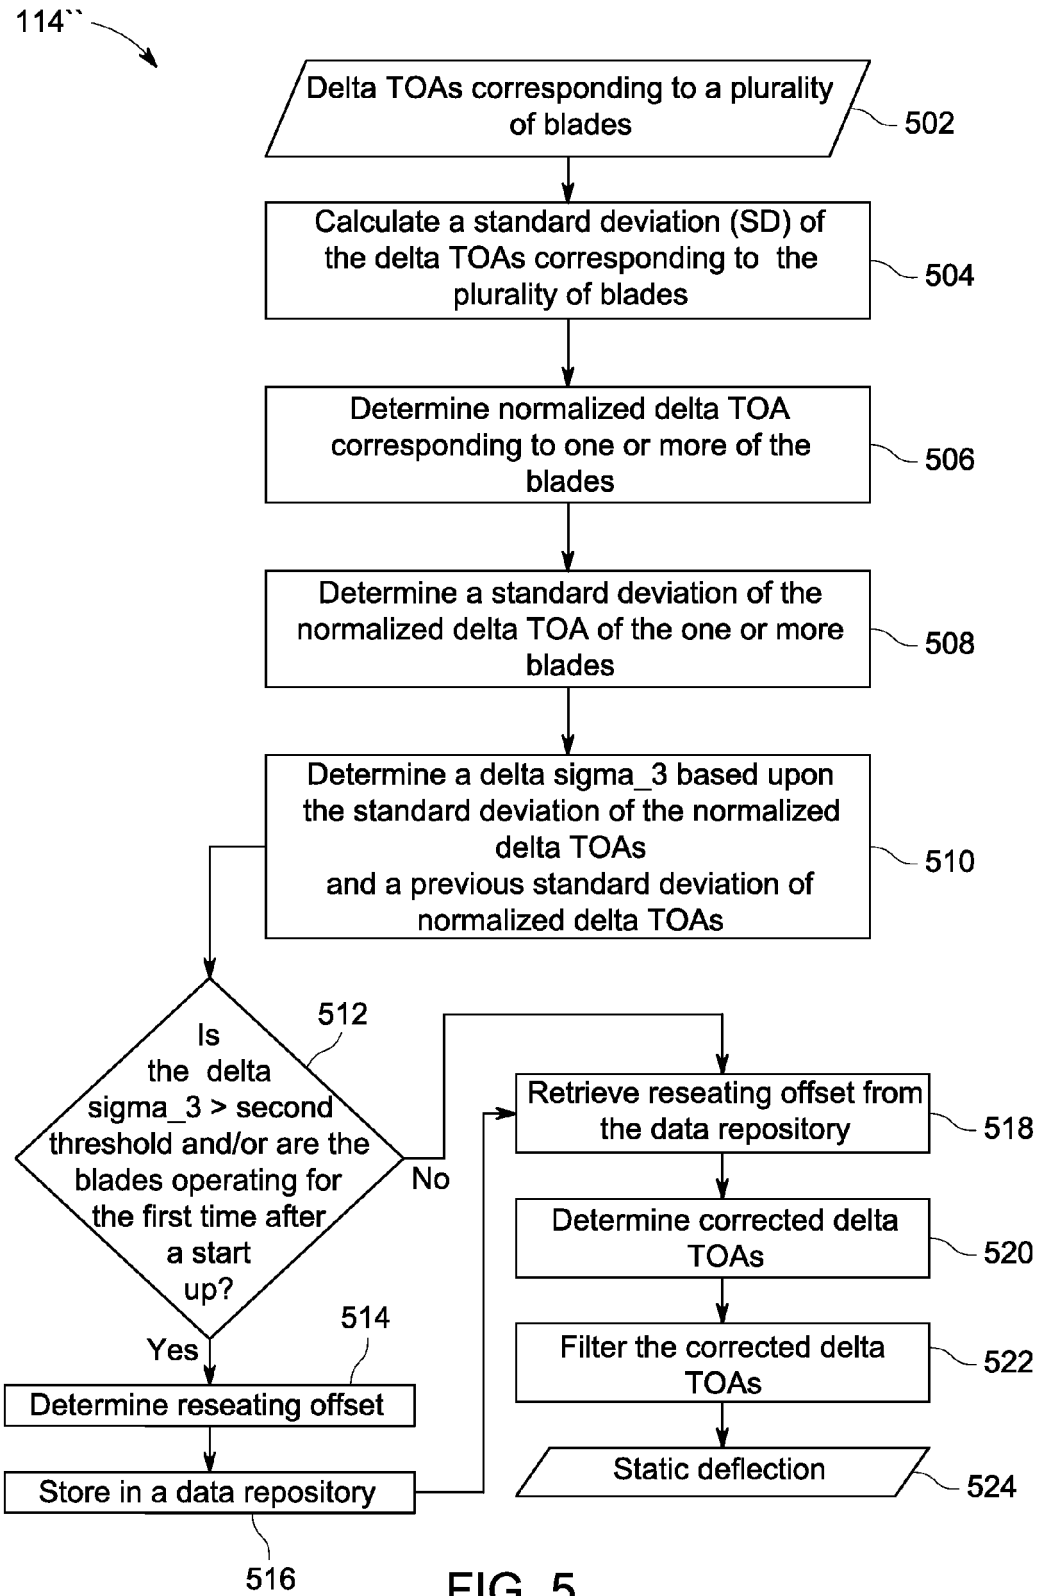 114``
Delta TOAs corresponding to a plurality
of blades
502
Calculate a standard deviation (SD) of
the delta TOAs corresponding to the
plurality of blades
504
Determine normalized delta TOA
corresponding to one or more of the
blades
506
Determine a standard deviation of the
normalized delta TOA of the one or more
blades
508
Determine a delta sigma_3 based upon
the standard deviation of the normalized
delta TOAs
and a previous standard deviation of
normalized delta TOAs
510
512
Is
the delta
sigma_3 > second
threshold and/or are the
blades operating for
the first time after
a start
up?
No
Yes
514
Determine reseating offset
Store in a data repository
516
Retrieve reseating offset from
the data repository
518
Determine corrected delta
TOAs
520
Filter the corrected delta
TOAs
522
Static deflection
524
FIG. 5